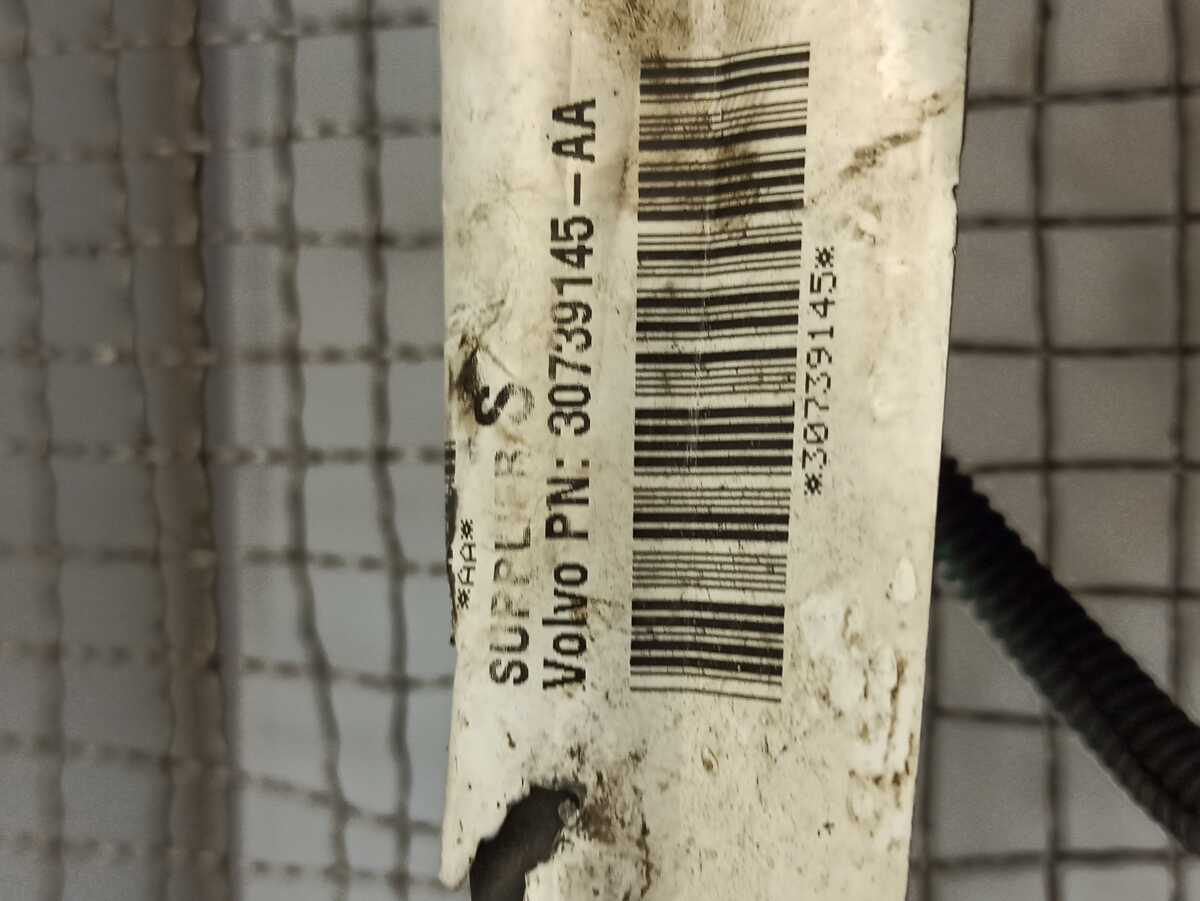 *AA*
SUPPLIER S
Volvo PN: 30739145-AA
*30739145*